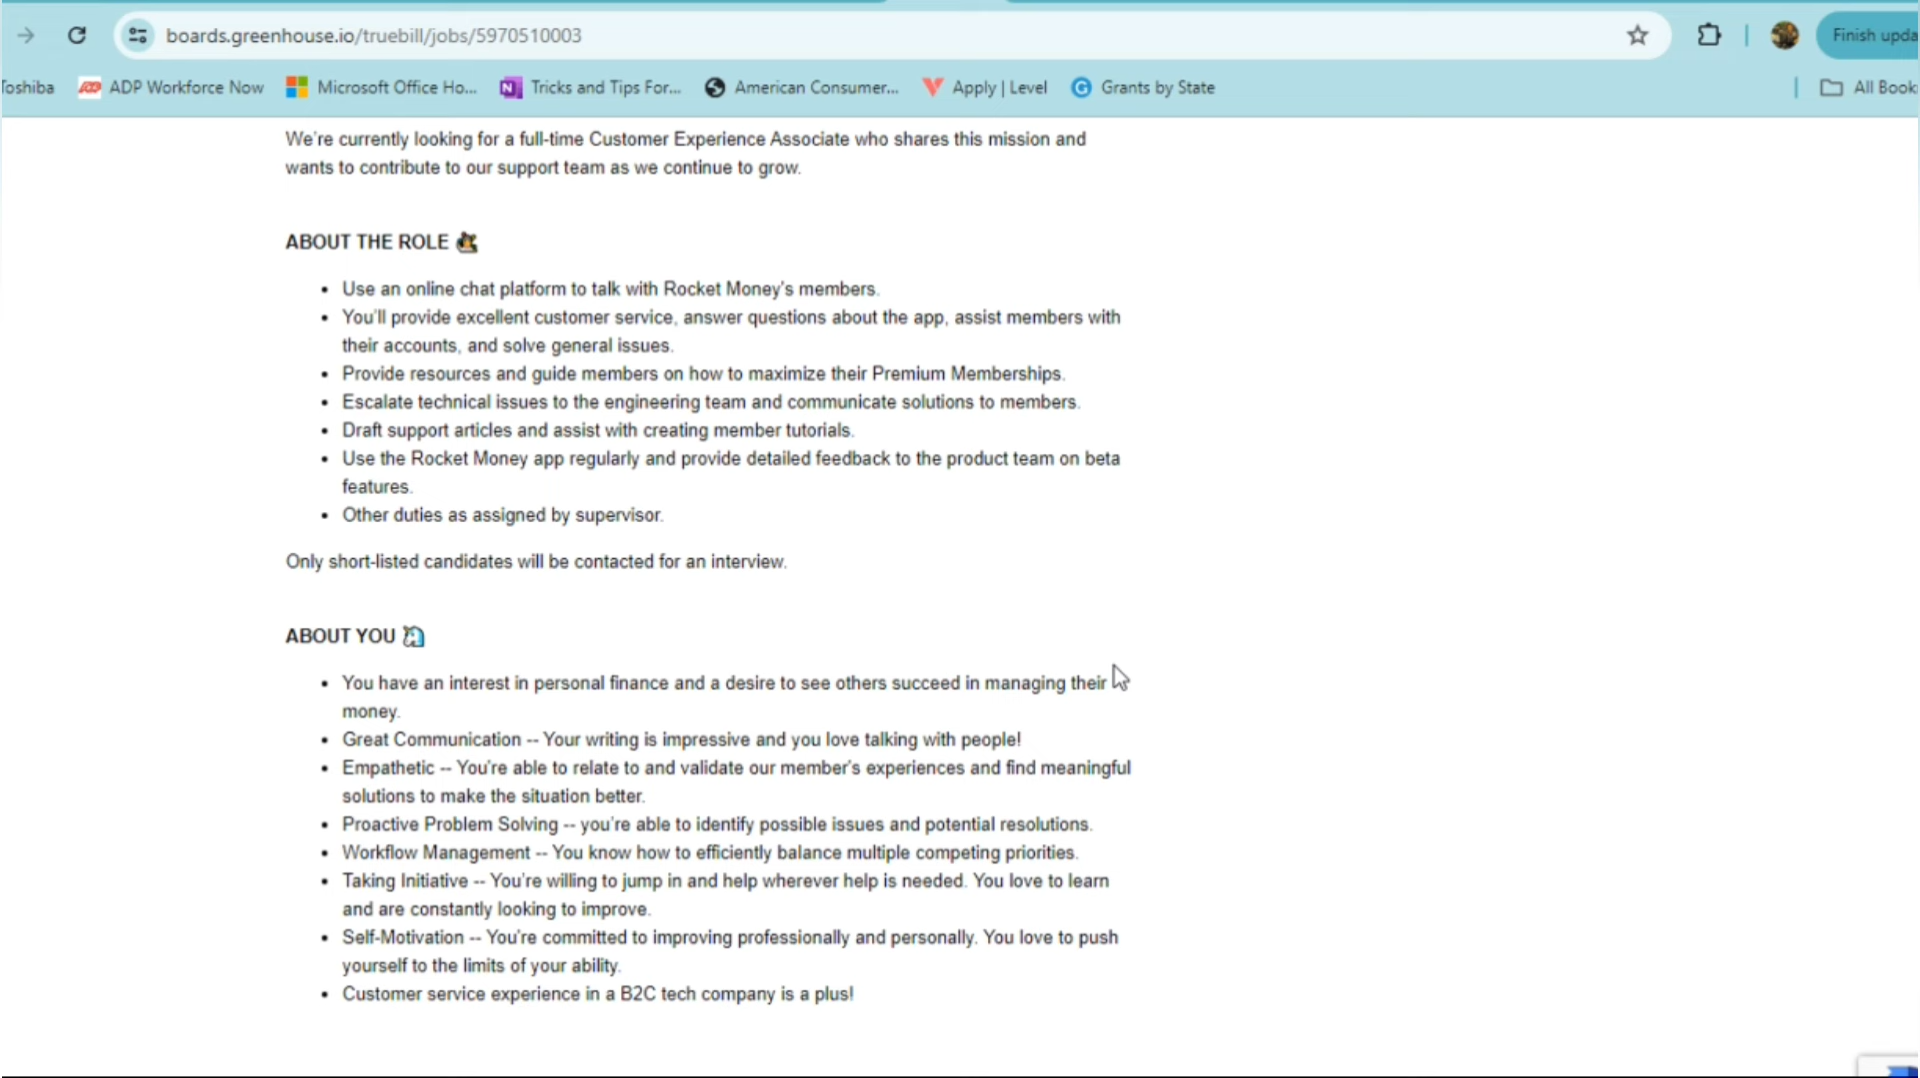 boards.greenhouse.io/truebill/jobs/5970510003
Finish upda
Toshiba
ADP Workforce Now
Microsoft Office Ho...
Tricks and Tips For...
American Consumer...
Apply | Level
Grants by State
All Book
We're currently looking for a full-time Customer Experience Associate who shares this mission and
wants to contribute to our support team as we continue to grow.
ABOUT THE ROLE
• Use an online chat platform to talk with Rocket Money's members.
• You'll provide excellent customer service, answer questions about the app, assist members with
their accounts, and solve general issues.
• Provide resources and guide members on how to maximize their Premium Memberships.
• Escalate technical issues to the engineering team and communicate solutions to members.
• Draft support articles and assist with creating member tutorials.
• Use the Rocket Money app regularly and provide detailed feedback to the product team on beta
features.
• Other duties as assigned by supervisor.
Only short-listed candidates will be contacted for an interview.
ABOUT YOU
• You have an interest in personal finance and a desire to see others succeed in managing their
money.
• Great Communication -- Your writing is impressive and you love talking with people!
• Empathetic -- You're able to relate to and validate our member's experiences and find meaningful
solutions to make the situation better.
• Proactive Problem Solving -- you're able to identify possible issues and potential resolutions.
• Workflow Management -- You know how to efficiently balance multiple competing priorities.
• Taking Initiative -- You're willing to jump in and help wherever help is needed. You love to learn
and are constantly looking to improve.
• Self-Motivation -- You're committed to improving professionally and personally. You love to push
yourself to the limits of your ability.
• Customer service experience in a B2C tech company is a plus!